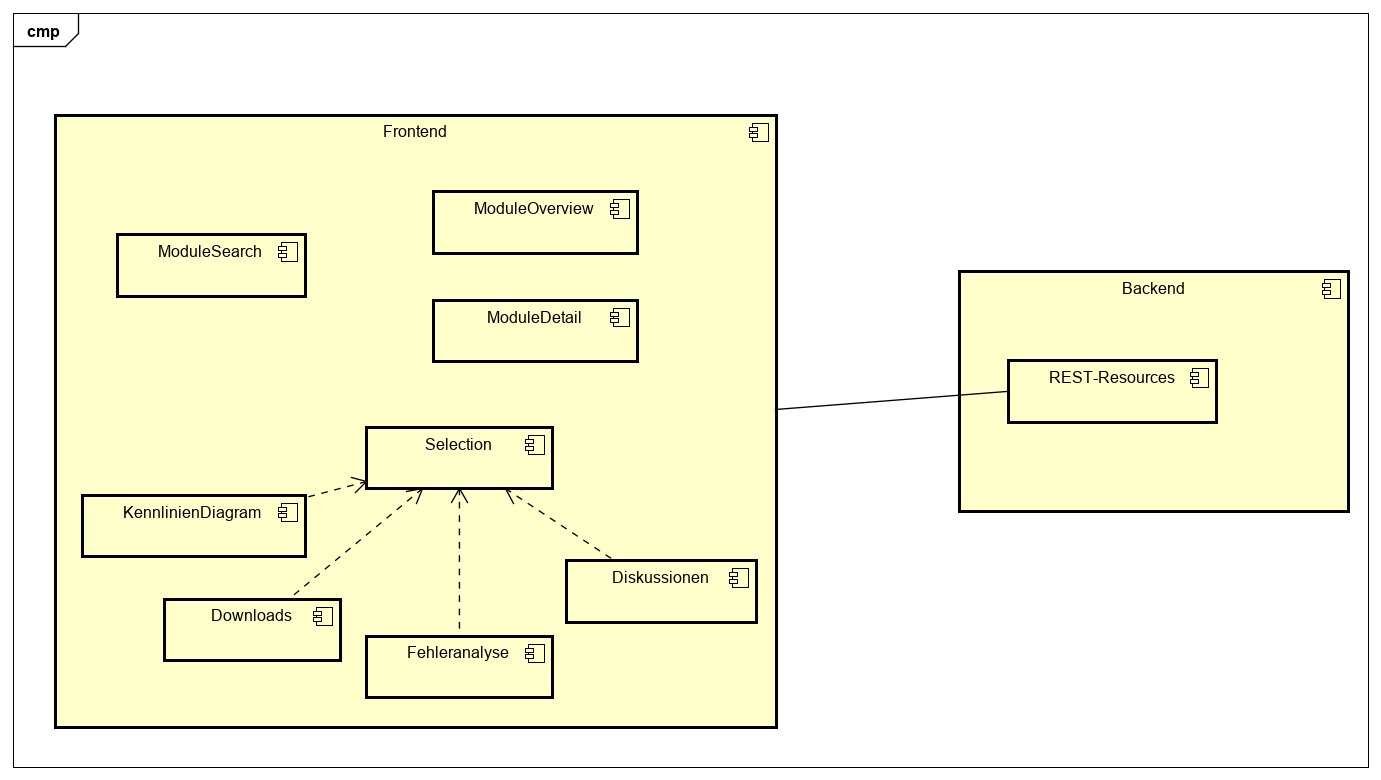 cmp
Frontend
ModuleOverview
ModuleSearch
ModuleDetail
Selection
KennlinienDiagram
Downloads
Fehleranalyse
Diskussionen
Backend
REST-Resources